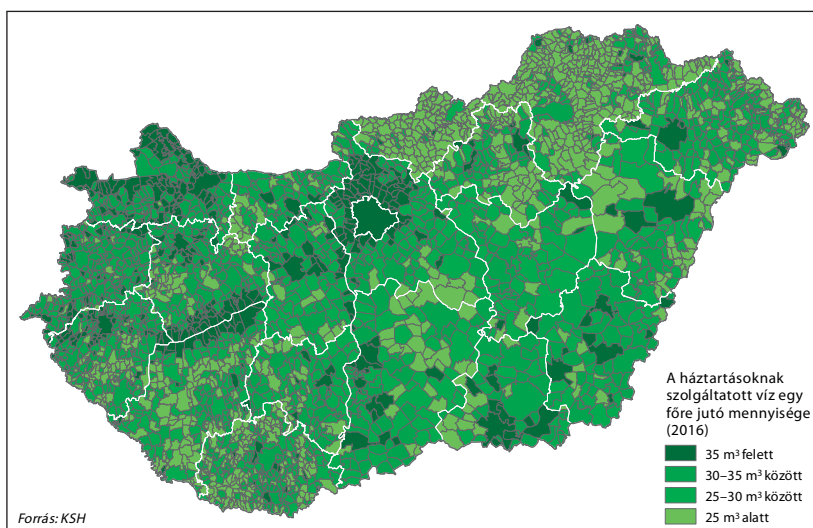 A háztartásoknak
szolgáltatott víz egy
főre jutó mennyisége
(2016)
35 m³ felett
30–35 m³ között
25–30 m³ között
25 m³ alatt
Forrás: KSH